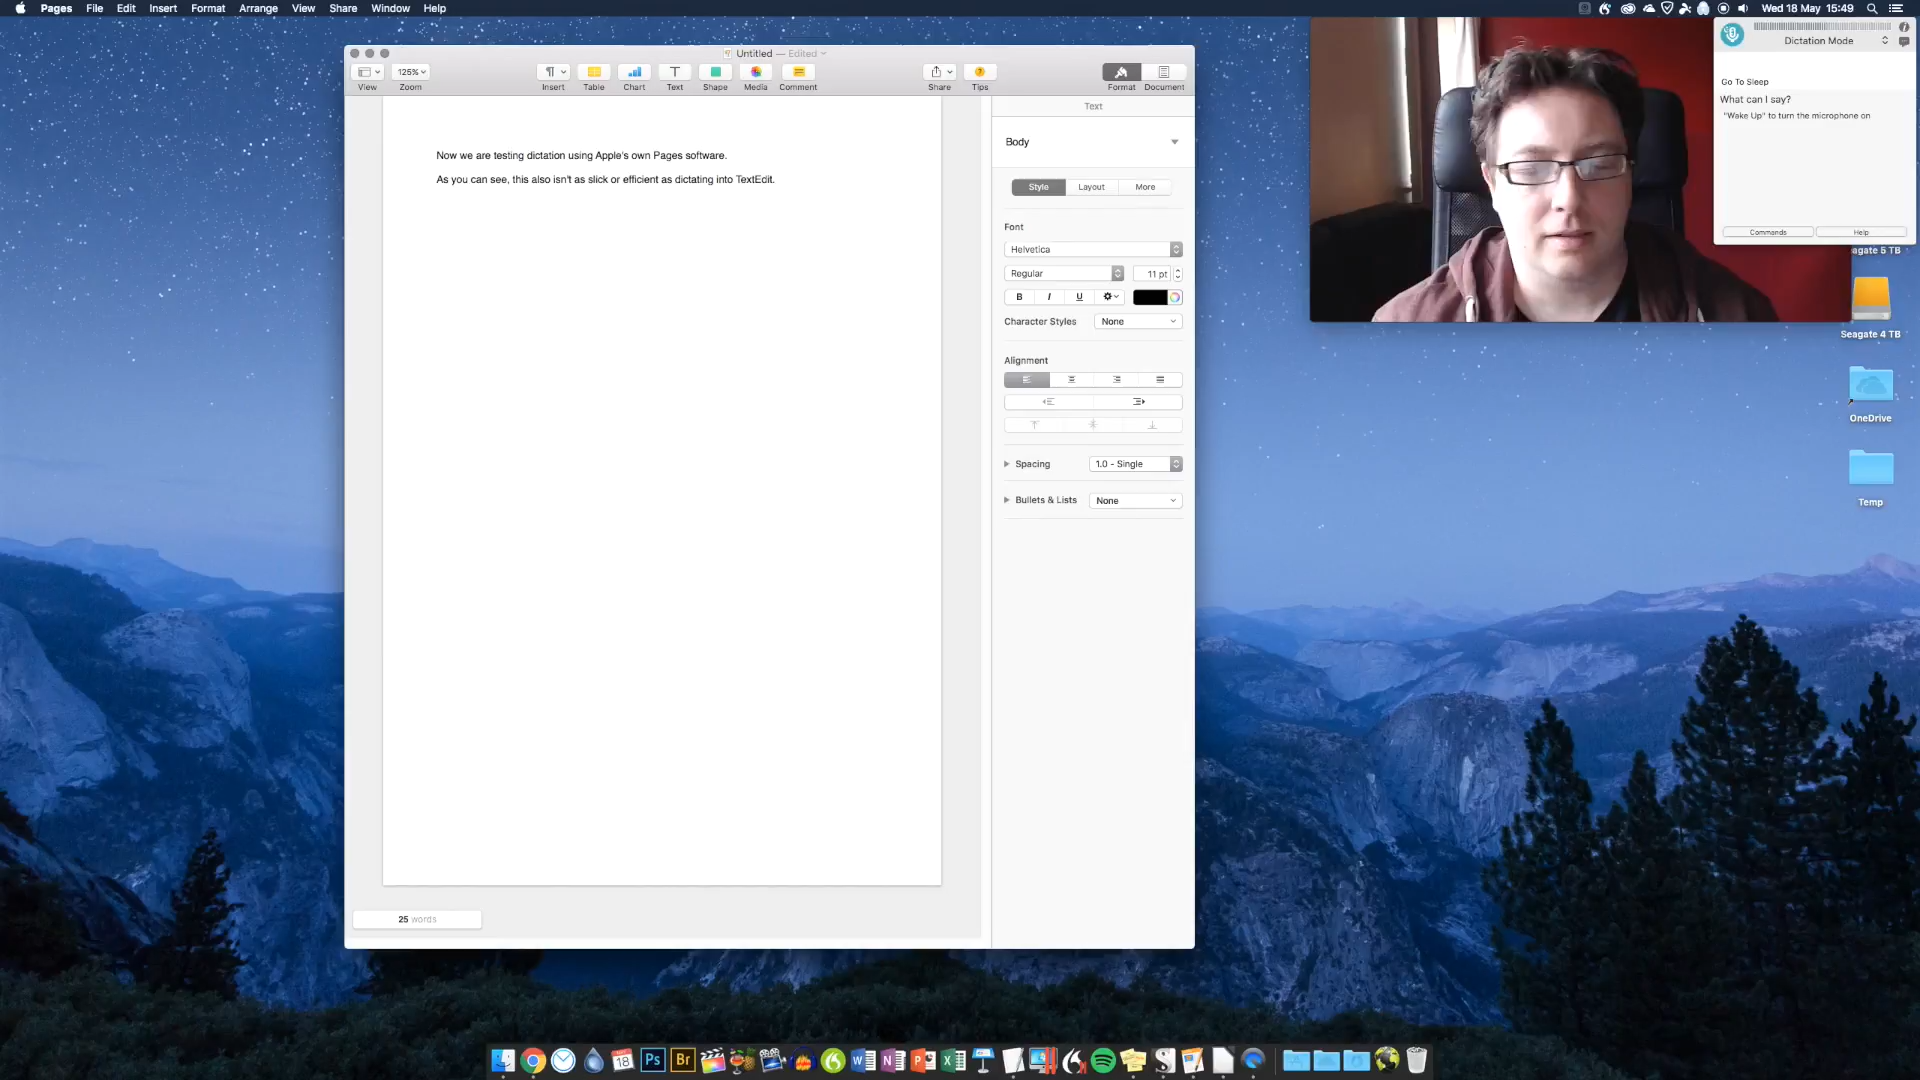 Pages File Edit Insert Format Arrange View Share Window Help
Wed 18 May 15:49
Untitled — Edited
View
125%
Zoom
Insert
Table
Chart
Text
Shape
Media
Comment
Share
Tips
Format
Document
Now we are testing dictation using Apple's own Pages software.
As you can see, this also isn't as slick or efficient as dictating into TextEdit.
25 words
Text
Body
Style
Layout
More
Font
Helvetica
Regular
11 pt
B I U
Character Styles
None
Alignment
Spacing
1.0 - Single
Bullets & Lists
None
Dictation Mode
Go To Sleep
What can I say?
"Wake Up" to turn the microphone on
Commands
Help
eagate 5 TB
Seagate 4 TB
OneDrive
Temp
Ps
Br